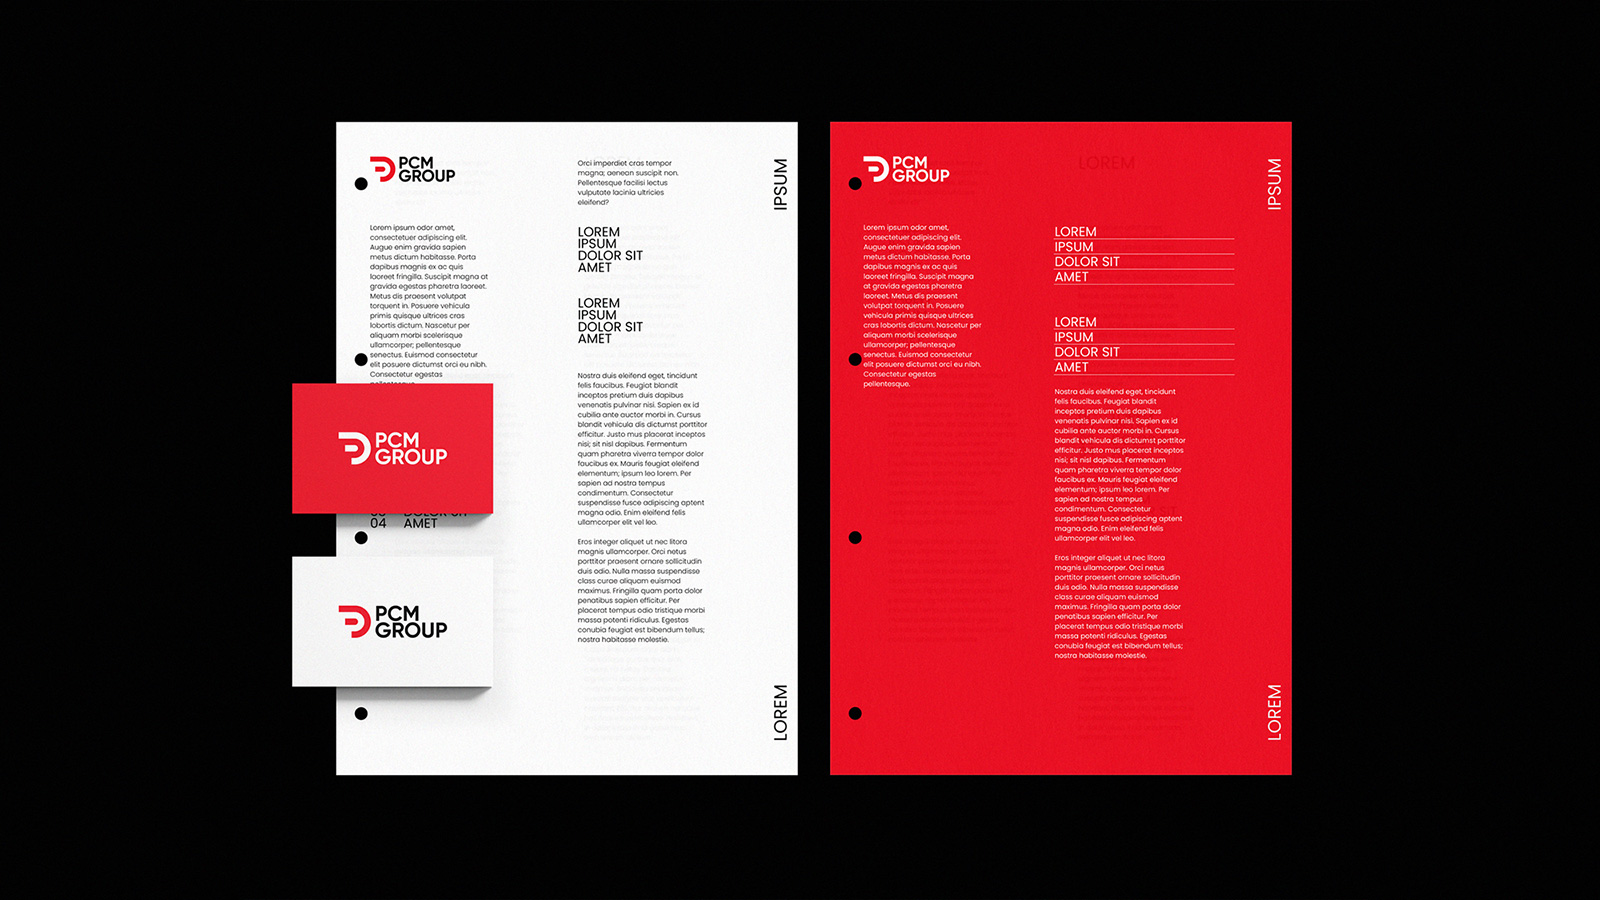 PCM
GROUP
Orci imperdiet cras tempor
magna; aenean suscipit non.
Pellentesque facilisi lectus
vulputate lacinia ultricies
eleifend?
IPSUM
Lorem ipsum odor amet,
consectetuer adipiscing elit.
Augue enim gravida sapien
metus dictum habitasse. Porta
dapibus magnis ex ac quis
laoreet fringilla. Suscipit magna at
gravida egestas pharetra laoreet.
Metus dis praesent volutpat
torquent in. Posuere vehicula
primis quisque ultrices cras
lobortis dictum. Nascetur per
aliquam morbi scelerisque
ullamcorper; pellentesque
senectus. Euismod consectetur
elit posuere dictumst orci eu nibh.
Consectetur egestas
pellentesque.
LOREM
IPSUM
DOLOR SIT
AMET
LOREM
IPSUM
DOLOR SIT
AMET
Nostra duis eleifend eget, tincidunt
felis faucibus. Feugiat blandit
inceptos pretium duis dapibus
venenatis pulvinar nisi. Sapien ex id
cubilia ante auctor morbi in. Cursus
blandit vehicula dis dictumst porttitor
efficitur. Justo mus placerat inceptos
nisi; sit nisl dapibus. Fermentum
quam pharetra viverra tempor dolor
faucibus ex. Mauris feugiat eleifend
elementum; ipsum leo lorem. Per
sapien ad nostra tempus
condimentum. Consectetur
suspendisse fusce adipiscing aptent
magna odio. Enim eleifend felis
ullamcorper elit vel leo.
Eros integer aliquet ut nec litora
magnis ullamcorper. Orci netus
porttitor praesent ornare sollicitudin
duis odio. Nulla massa suspendisse
class curae aliquam euismod
maximus. Fringilla quam porta dolor
penatibus sapien efficitur. Per
placerat tempus odio tristique morbi
massa potenti ridiculus. Egestas
conubia feugiat est bibendum tellus;
nostra habitasse molestie.
LOREM
PCM
GROUP
03 DOLOR SIT
04 AMET
PCM
GROUP
PCM
GROUP
LOREM
IPSUM
Lorem ipsum odor amet,
consectetuer adipiscing elit.
Augue enim gravida sapien
metus dictum habitasse. Porta
dapibus magnis ex ac quis
laoreet fringilla. Suscipit magna
at gravida egestas pharetra
laoreet. Metus dis praesent
volutpat torquent in. Posuere
vehicula primis quisque ultrices
cras lobortis dictum. Nascetur per
aliquam morbi scelerisque
ullamcorper; pellentesque
senectus. Euismod consectetur
elit posuere dictumst orci eu nibh.
Consectetur egestas
pellentesque.
LOREM
IPSUM
DOLOR SIT
AMET
LOREM
IPSUM
DOLOR SIT
AMET
Nostra duis eleifend eget, tincidunt
felis faucibus. Feugiat blandit
inceptos pretium duis dapibus
venenatis pulvinar nisi. Sapien ex id
cubilia ante auctor morbi in. Cursus
blandit vehicula dis dictumst porttitor
efficitur. Justo mus placerat inceptos
nisi; sit nisl dapibus. Fermentum
quam pharetra viverra tempor dolor
faucibus ex. Mauris feugiat eleifend
elementum; ipsum leo lorem. Per
sapien ad nostra tempus
condimentum. Consectetur
suspendisse fusce adipiscing aptent
magna odio. Enim eleifend felis
ullamcorper elit vel leo.
Eros integer aliquet ut nec litora
magnis ullamcorper. Orci netus
porttitor praesent ornare sollicitudin
duis odio. Nulla massa suspendisse
class curae aliquam euismod
maximus. Fringilla quam porta dolor
penatibus sapien efficitur. Per
placerat tempus odio tristique morbi
massa potenti ridiculus. Egestas
conubia feugiat est bibendum tellus;
nostra habitasse molestie.
LOREM